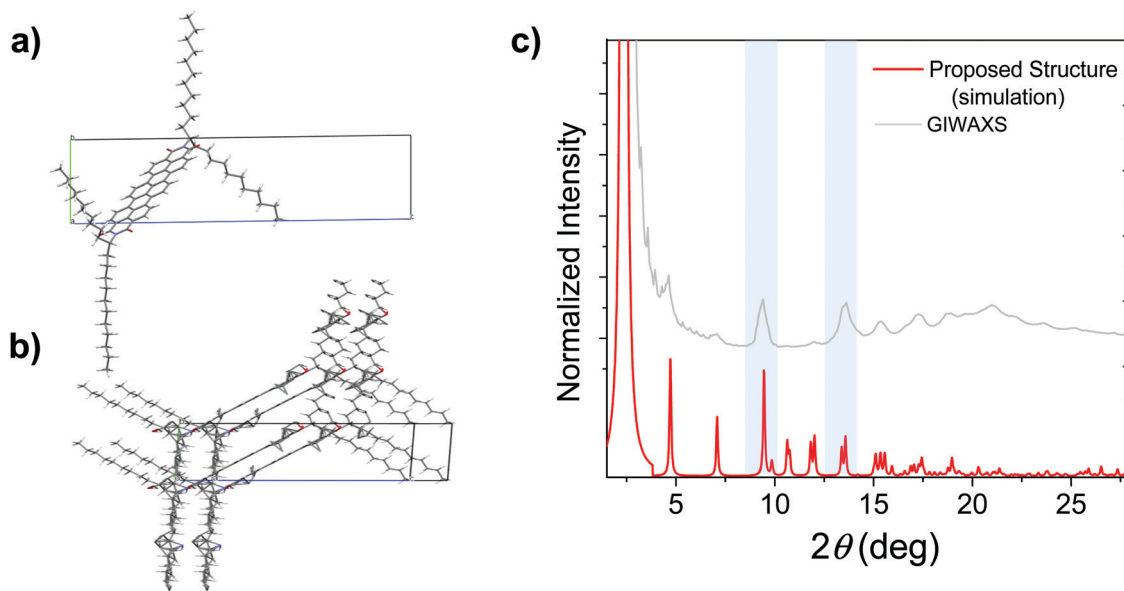 a)
b)
c)
Normalized Intensity
Proposed Structure
(simulation)
GIWAXS
5
10
15
20
25
2θ (deg)